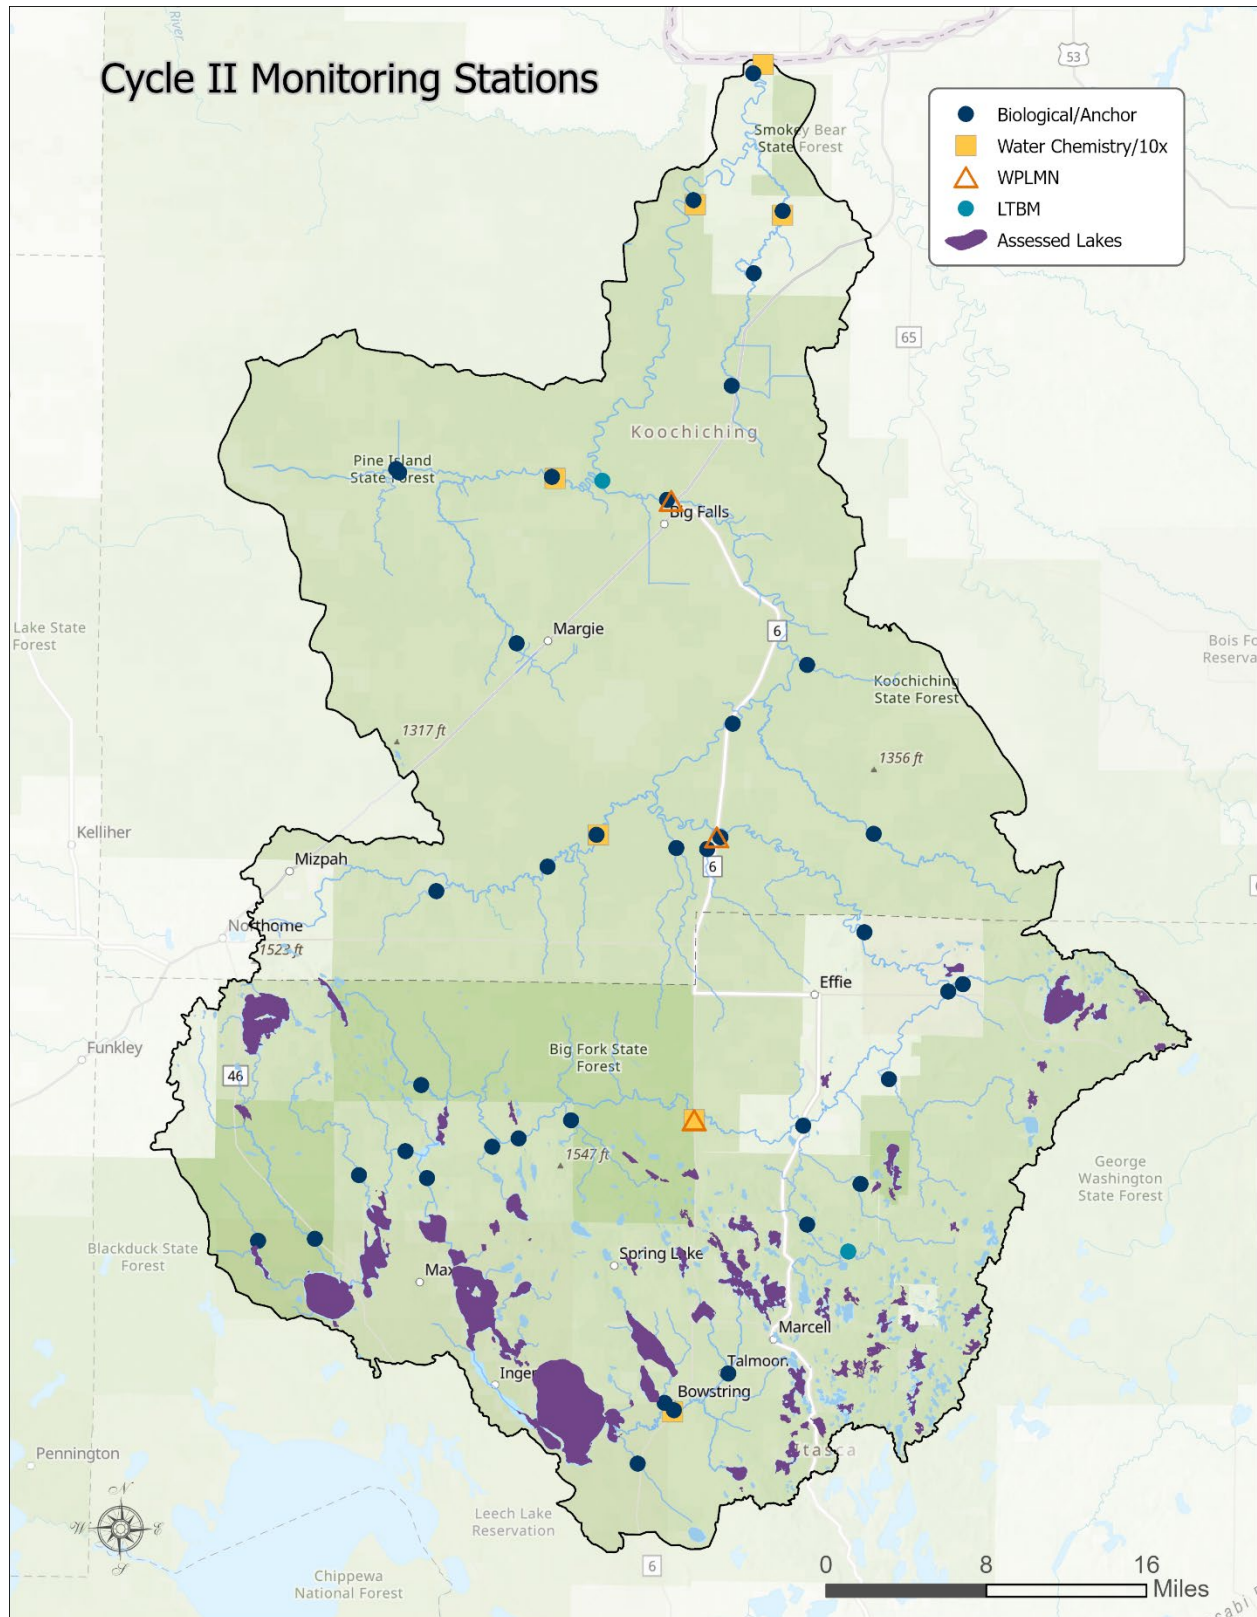 River
Cycle II Monitoring Stations
53
Biological/Anchor
Water Chemistry/10x
WPLMN
LTBM
Assessed Lakes
Smokey Bear
State Forest
65
Koochiching
Pine Island
State Forest
Big Falls
Lake State
Forest
Margie
6
Bois Fo
Reserva
Koochiching
State Forest
1317 ft
1356 ft
Kelliher
Mizpah
6
Northome
1523 ft
Effie
Funkley
46
Big Fork State
Forest
1547 ft
George
Washington
State Forest
Blackduck State
Forest
Spring Lake
Max
Marcell
Talmoon
Inger
Bowstring
Itasca
Pennington
N
W
E
S
Leech Lake
Reservation
6
Chippewa
National Forest
0
8
16
Miles
sabi